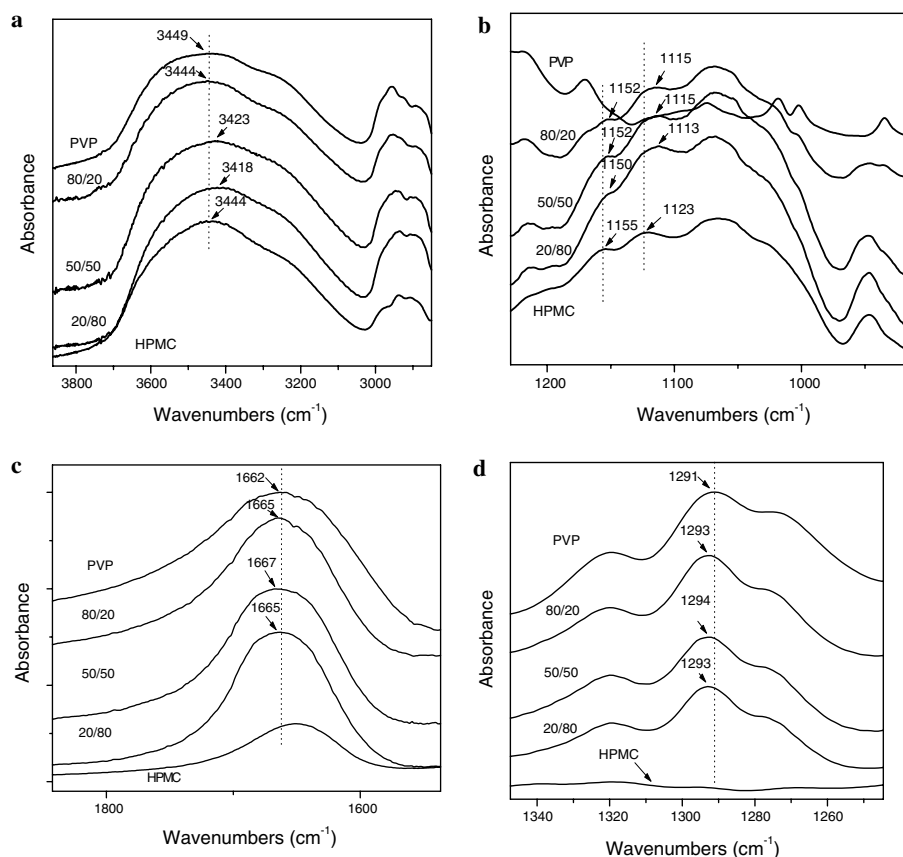 a
3449
3444
3423
3418
3444
PVP
80/20
50/50
20/80
HPMC
Absorbance
3800 3600 3400 3200 3000
Wavenumbers (cm-1)
b
PVP
1115
1152
1115
80/20
1152
1113
1150
50/50
1123
20/80
1155
HPMC
Absorbance
1200 1100 1000
Wavenumbers (cm-1)
c
1662
1665
PVP
1667
80/20
1665
50/50
20/80
HPMC
Absorbance
1800 1600
Wavenumbers (cm-1)
d
1291
PVP
1293
80/20
1294
50/50
1293
20/80
HPMC
Absorbance
1340 1320 1300 1280 1260
Wavenumbers (cm-1)